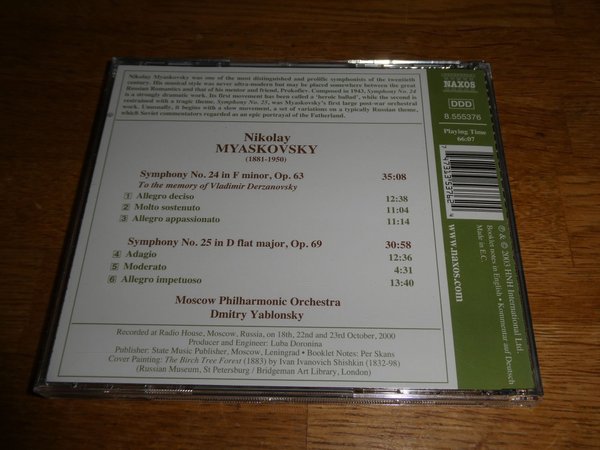 Nikolay Myaskovsky was one of the most distinguished and prolific symphonists of the twentieth
century. His musical style was never ultra-modern but may be placed somewhere between the great
Russian Romantics and that of his mentor and friend, Prokofiev. Composed in 1943, Symphony No. 24
is a strongly dramatic work. Its first movement has been called a 'heroic ballad', while the second is
restrained with a tragic theme. Symphony No. 25, was Myaskovsky's first large post-war orchestral
work. Unusually, it begins with a slow movement, a set of variations on a typically Russian theme,
which Soviet commentators regarded as an epic portrayal of the Fatherland.
Nikolay
MYASKOVSKY
(1881-1950)
Symphony No. 24 in F minor, Op. 63 35:08
To the memory of Vladimir Derzanovsky
1 Allegro deciso 12:38
2 Molto sostenuto 11:04
3 Allegro appassionato 11:14
Symphony No. 25 in D flat major, Op. 69 30:58
4 Adagio 12:36
5 Moderato 4:31
6 Allegro impetuoso 13:40
Moscow Philharmonic Orchestra
Dmitry Yablonsky
Recorded at Radio House, Moscow, Russia, on 18th, 22nd and 23rd October, 2000
Producer and Engineer: Luba Doronina
Publisher: State Music Publisher, Moscow, Leningrad • Booklet Notes: Per Skans
Cover Painting: The Birch Tree Forest (1883) by Ivan Ivanovich Shishkin (1832-98)
(Russian Museum, St Petersburg / Bridgeman Art Library, London)
NAXOS
DDD
8.555376
Playing Time
66:07
℗ & © 2003 HNH International Ltd.
Booklet notes in English • Kommentar auf Deutsch
Made in E.C.
www.naxos.com